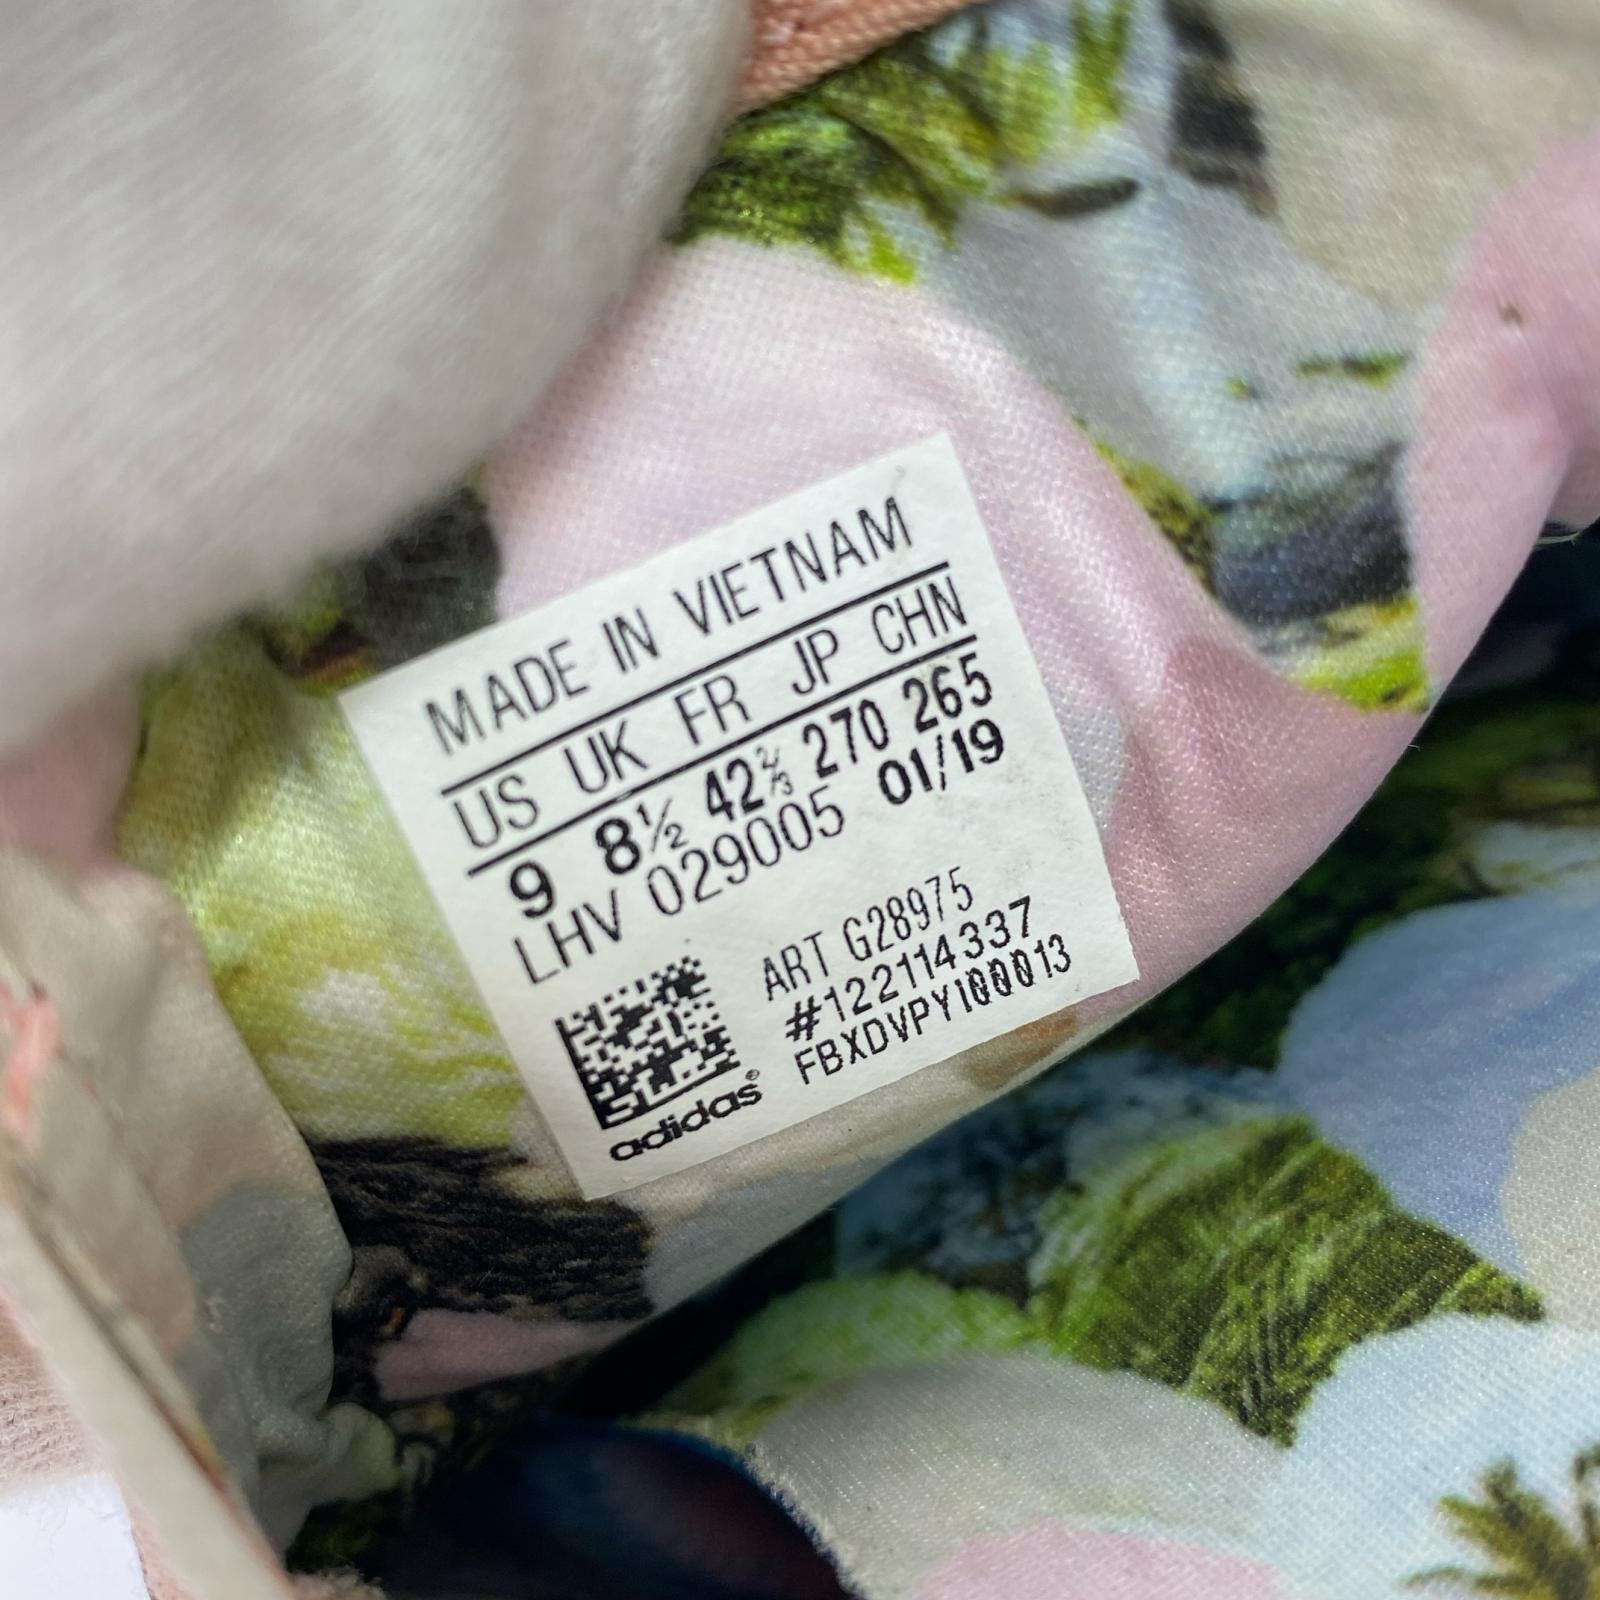 MADE IN VIETNAM
US UK FR JP CHN
9 8½ 42⅔ 270 265
LHV 029005 01/19
ART G28975
#122114337
FBXDVPY100013
adidas®